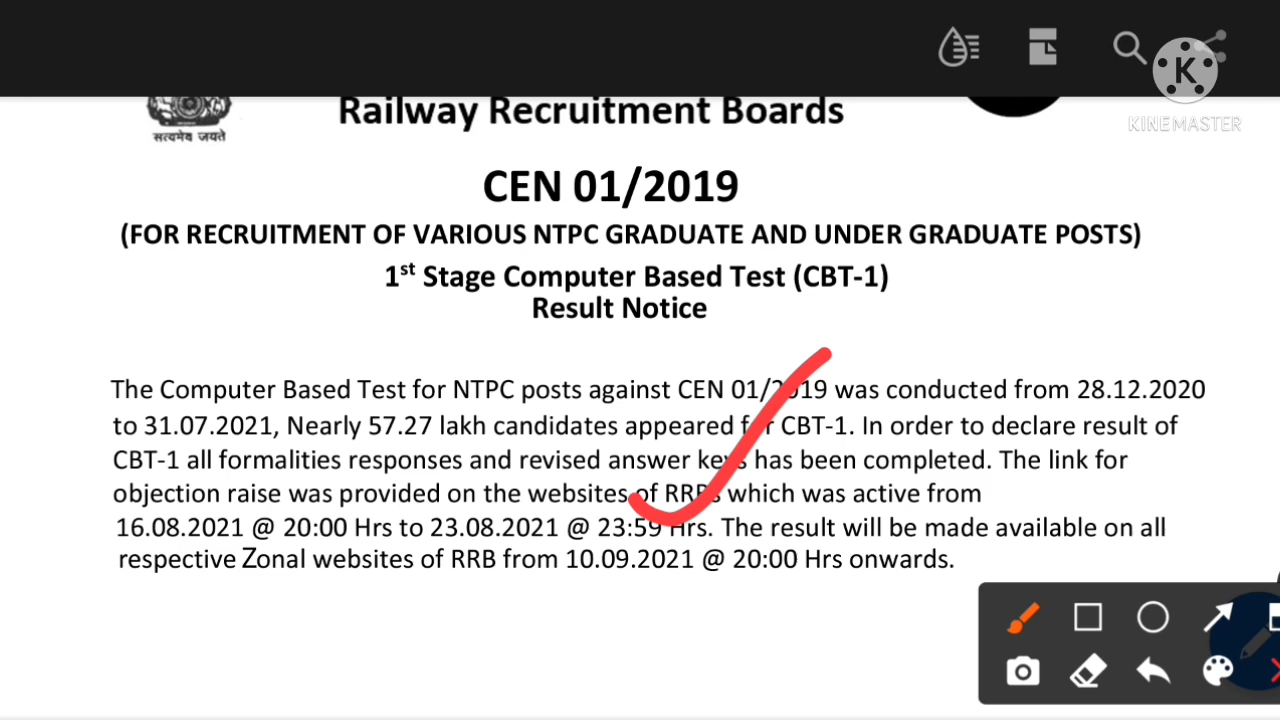 K
KINEMASTER
सत्यमेव जयते
Railway Recruitment Boards
CEN 01/2019
(FOR RECRUITMENT OF VARIOUS NTPC GRADUATE AND UNDER GRADUATE POSTS)
1st Stage Computer Based Test (CBT-1)
Result Notice
The Computer Based Test for NTPC posts against CEN 01/2019 was conducted from 28.12.2020
to 31.07.2021, Nearly 57.27 lakh candidates appeared for CBT-1. In order to declare result of
CBT-1 all formalities responses and revised answer keys has been completed. The link for
objection raise was provided on the websites of RRBs which was active from
16.08.2021 @ 20:00 Hrs to 23.08.2021 @ 23:59 Hrs. The result will be made available on all
respective Zonal websites of RRB from 10.09.2021 @ 20:00 Hrs onwards.